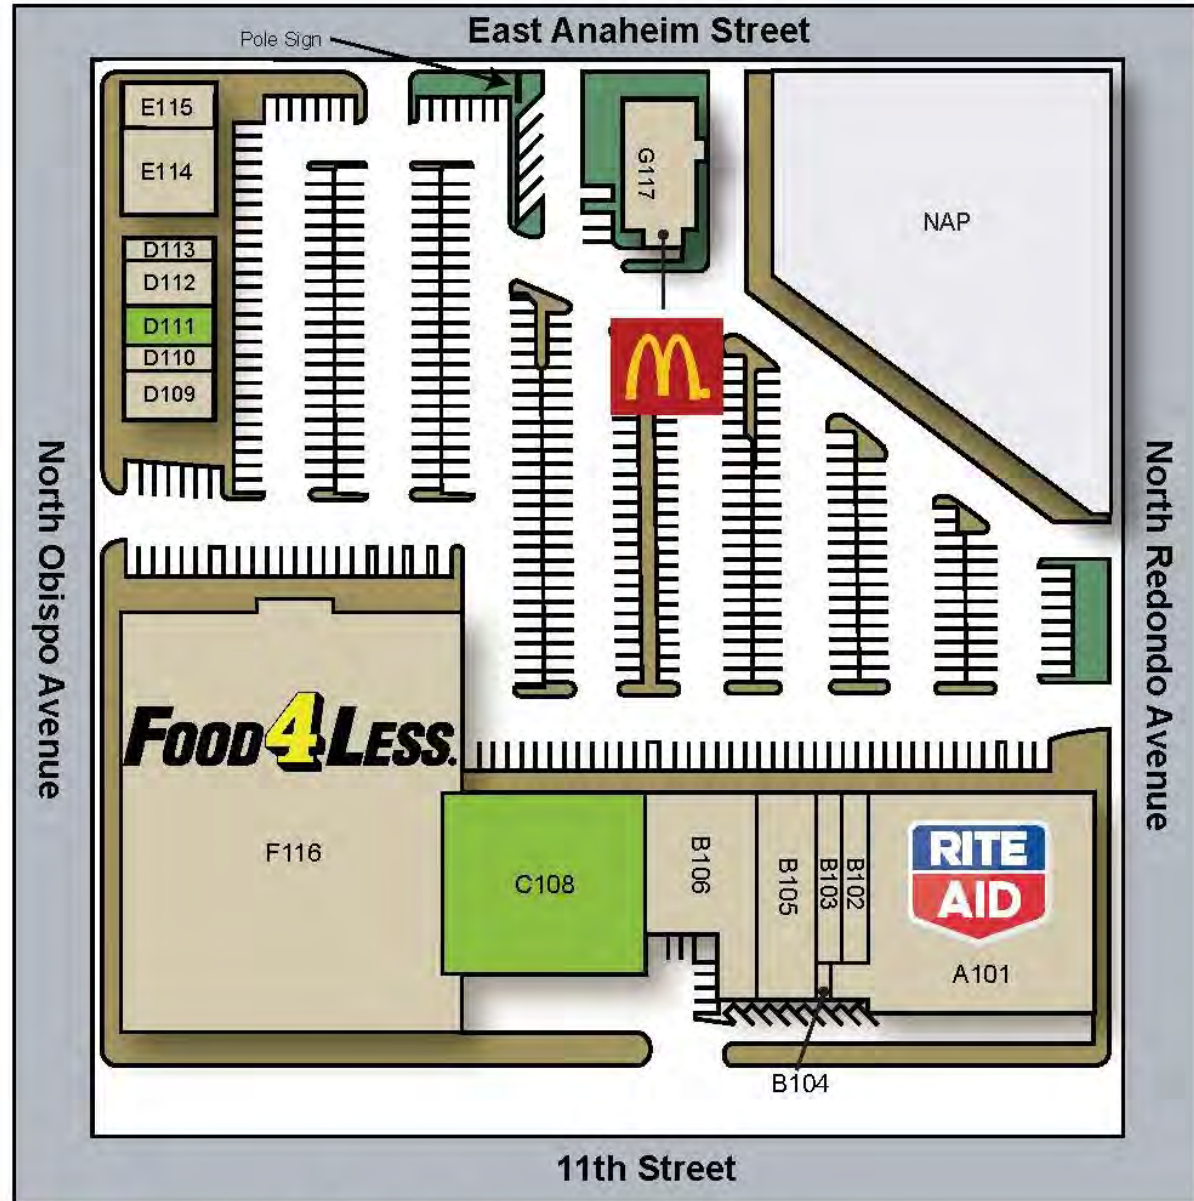 East Anaheim Street
Pole Sign
E115
E114
G117
NAP
D113
D112
D111
D110
D109
North Obispo Avenue
North Redondo Avenue
FOOD 4 LESS.
F116
C108
B106
B105
B103
B102
RITE
AID
A101
B104
11th Street